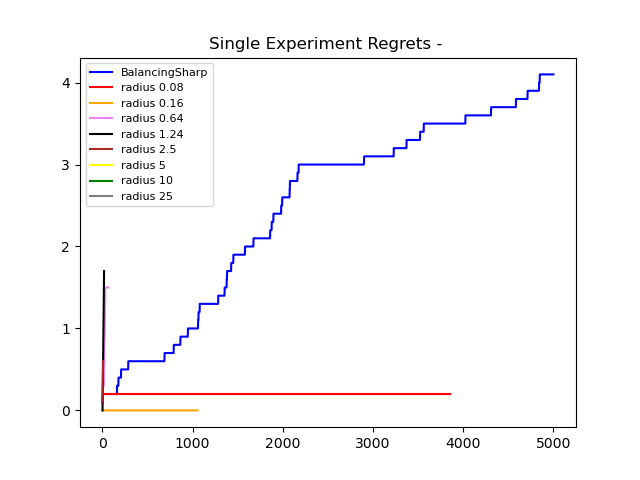 Single Experiment Regrets -
BalancingSharp
radius 0.08
radius 0.16
radius 0.64
radius 1.24
radius 2.5
radius 5
radius 10
radius 25
4
3
2
1
0
0 1000 2000 3000 4000 5000